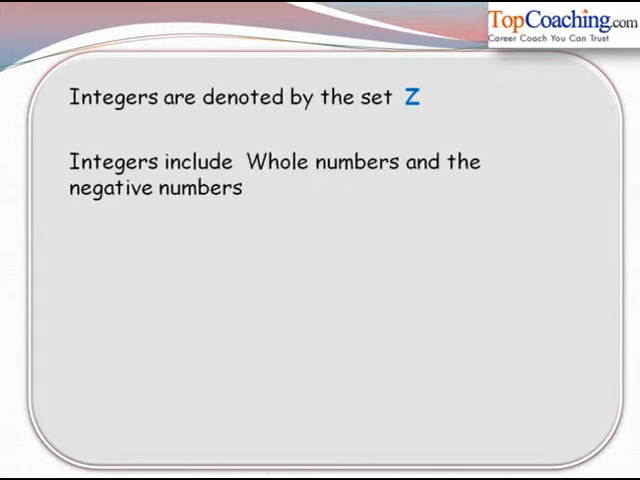 TopCoaching.com
Career Coach You Can Trust
Integers are denoted by the set Z
Integers include Whole numbers and the
negative numbers